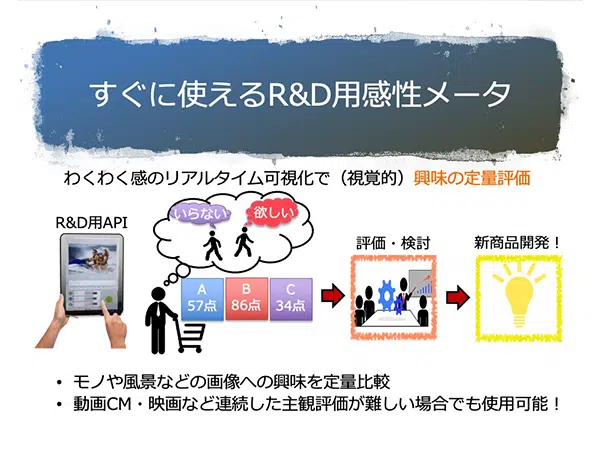 すぐに使えるR&D用感性メータ
わくわく感のリアルタイム可視化で（視覚的）興味の定量評価
R&D用API
いらない
欲しい
A
57点
B
86点
C
34点
評価・検討
新商品開発！
• モノや風景などの画像への興味を定量比較
• 動画CM・映画など連続した主観評価が難しい場合でも使用可能！